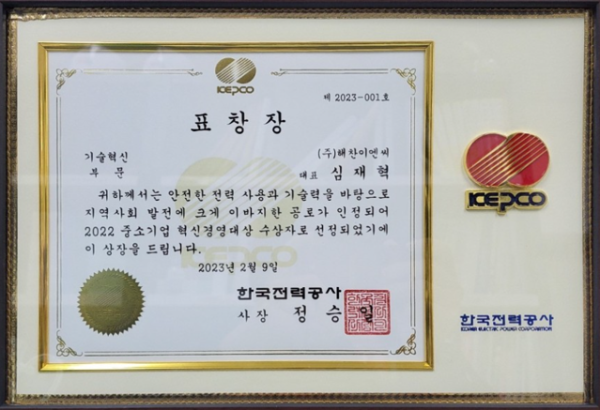 KEPCO
제 2023-001호
표창장
기술혁신
부 문
(주)해찬이엔씨
대표 심재혁
귀하께서는 안전한 전력 사용과 기술력을 바탕으로
지역사회 발전에 크게 이바지한 공로가 인정되어
2022 중소기업 혁신경영대상 수상자로 선정되었기에
이 상장을 드립니다.
2023년 2월 9일
한국전력공사
사장 정승일
KEPCO
한국전력공사
KOREA ELECTRIC POWER CORPORATION